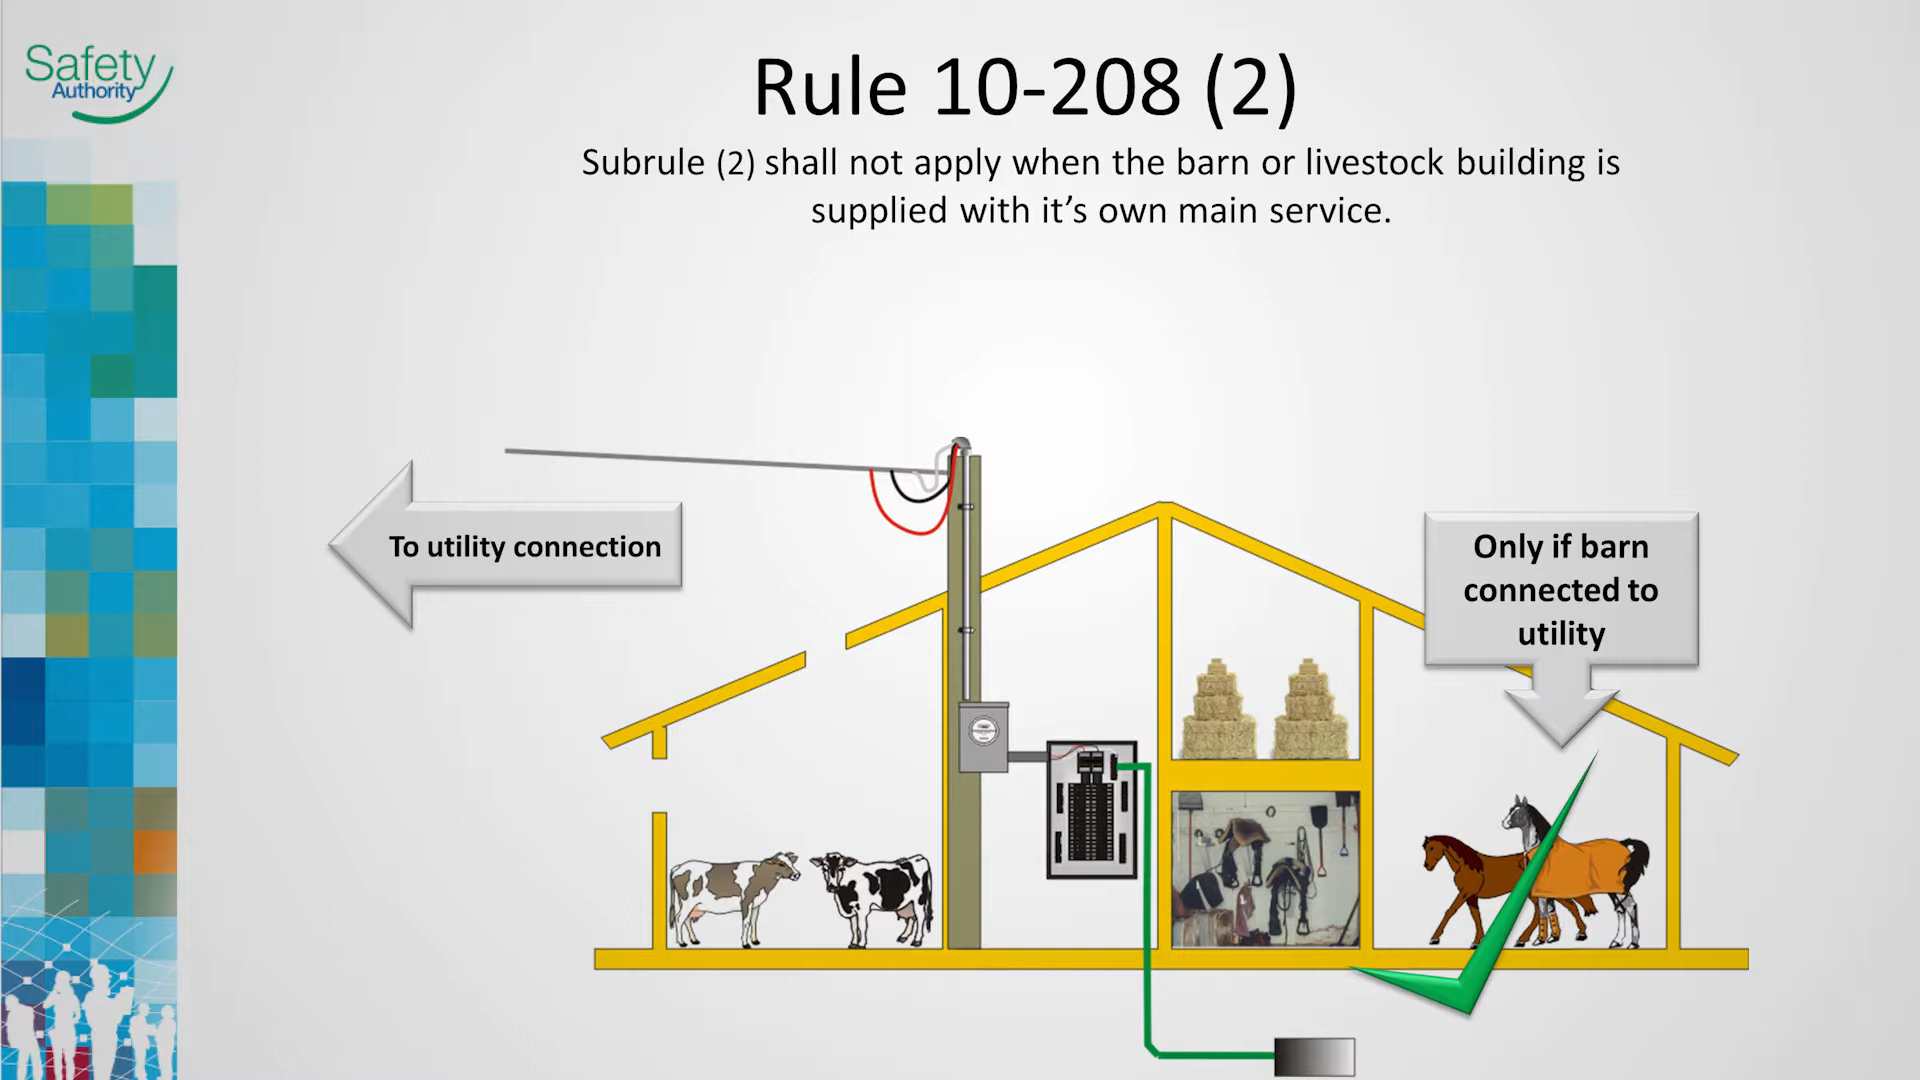 Safety
Authority
Rule 10-208 (2)
Subrule (2) shall not apply when the barn or livestock building is
supplied with it’s own main service.
To utility connection
Only if barn
connected to
utility